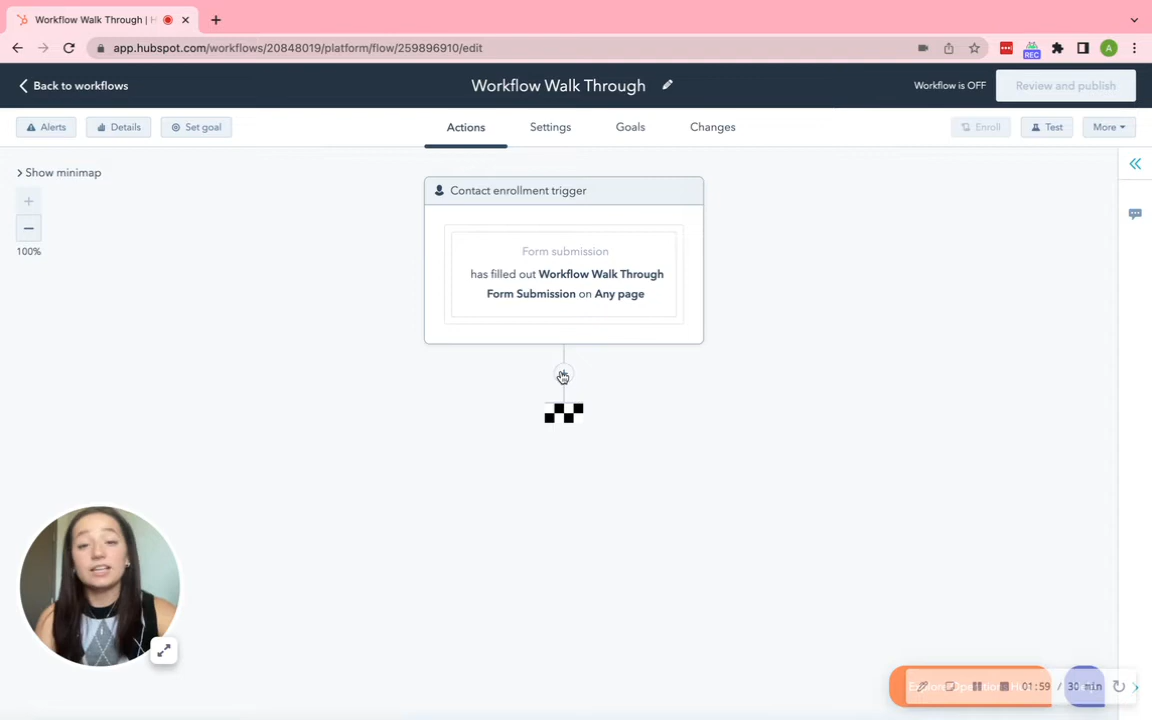 Workflow Walk Through | H
app.hubspot.com/workflows/20848019/platform/flow/259896910/edit
REC
A
Back to workflows
Workflow Walk Through
Workflow is OFF
Review and publish
Alerts
Details
Set goal
Actions
Settings
Goals
Changes
Enroll
Test
More
Show minimap
100%
Contact enrollment trigger
Form submission
has filled out Workflow Walk Through
Form Submission on Any page
01:59 / 30 min